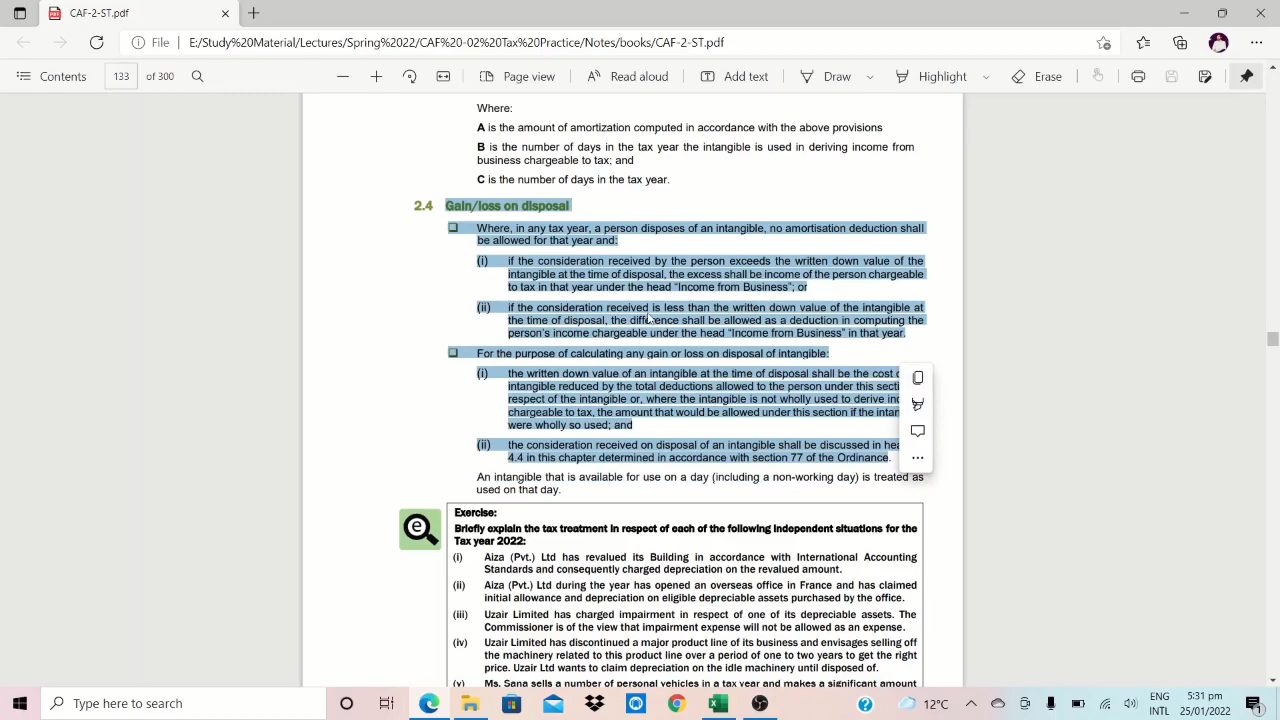 CAF-2-ST.pdf
File
E:/Study%20Material/Lectures/Spring%2022/CAF%20-02%20Tax%20Practice/Notes/books/CAF-2-ST.pdf
Contents
133
of 300
Page view
Read aloud
Add text
Draw
Highlight
Erase
Where:
A is the amount of amortization computed in accordance with the above provisions
B is the number of days in the tax year the intangible is used in deriving income from
business chargeable to tax; and
C is the number of days in the tax year.
2.4 Gain/loss on disposal
Where, in any tax year, a person disposes of an intangible, no amortisation deduction shall
be allowed for that year and:
(i) if the consideration received by the person exceeds the written down value of the
intangible at the time of disposal, the excess shall be income of the person chargeable
to tax in that year under the head “Income from Business”; or
(ii) if the consideration received is less than the written down value of the intangible at
the time of disposal, the difference shall be allowed as a deduction in computing the
person’s income chargeable under the head “Income from Business” in that year.
For the purpose of calculating any gain or loss on disposal of intangible:
(i) the written down value of an intangible at the time of disposal shall be the cost
intangible reduced by the total deductions allowed to the person under this secti
respect of the intangible or, where the intangible is not wholly used to derive in
chargeable to tax, the amount that would be allowed under this section if the intan
were wholly so used; and
(ii) the consideration received on disposal of an intangible shall be discussed in hea
4.4 in this chapter determined in accordance with section 77 of the Ordinance.
An intangible that is available for use on a day (including a non-working day) is treated as
used on that day.
Exercise:
Briefly explain the tax treatment in respect of each of the following independent situations for the
Tax year 2022:
(i) Aiza (Pvt.) Ltd has revalued its Building in accordance with International Accounting
Standards and consequently charged depreciation on the revalued amount.
(ii) Aiza (Pvt.) Ltd during the year has opened an overseas office in France and has claimed
initial allowance and depreciation on eligible depreciable assets purchased by the office.
(iii) Uzair Limited has charged impairment in respect of one of its depreciable assets. The
Commissioner is of the view that impairment expense will not be allowed as an expense.
(iv) Uzair Limited has discontinued a major product line of its business and envisages selling off
the machinery related to this product line over a period of one to two years to get the right
price. Uzair Ltd wants to claim depreciation on the idle machinery until disposed of.
(v) Ms. Sana sells a number of personal vehicles in a tax year and makes a significant amount
Type here to search
12°C
ENG
INTL
5:31 pm
25/01/2022